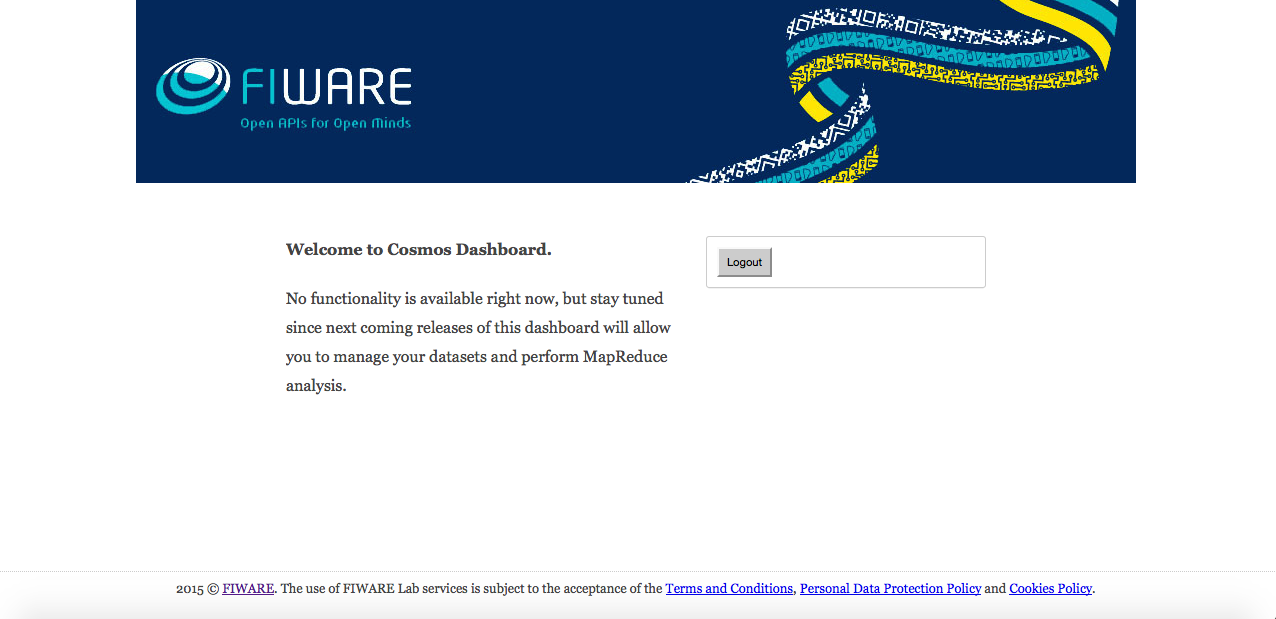 FIWARE
Open APIs for Open Minds
Welcome to Cosmos Dashboard.
Logout
No functionality is available right now, but stay tuned
since next coming releases of this dashboard will allow
you to manage your datasets and perform MapReduce
analysis.
2015 © FIWARE. The use of FIWARE Lab services is subject to the acceptance of the Terms and Conditions, Personal Data Protection Policy and Cookies Policy.